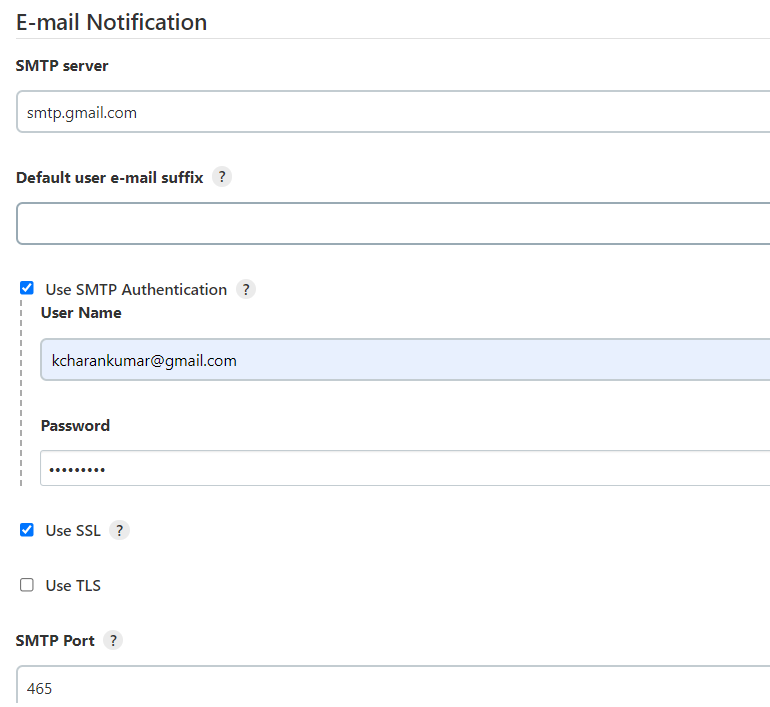 E-mail Notification
SMTP server
smtp.gmail.com
Default user e-mail suffix ?
Use SMTP Authentication ?
User Name
kcharankumar@gmail.com
Password
•••••••••
Use SSL ?
Use TLS
SMTP Port ?
465